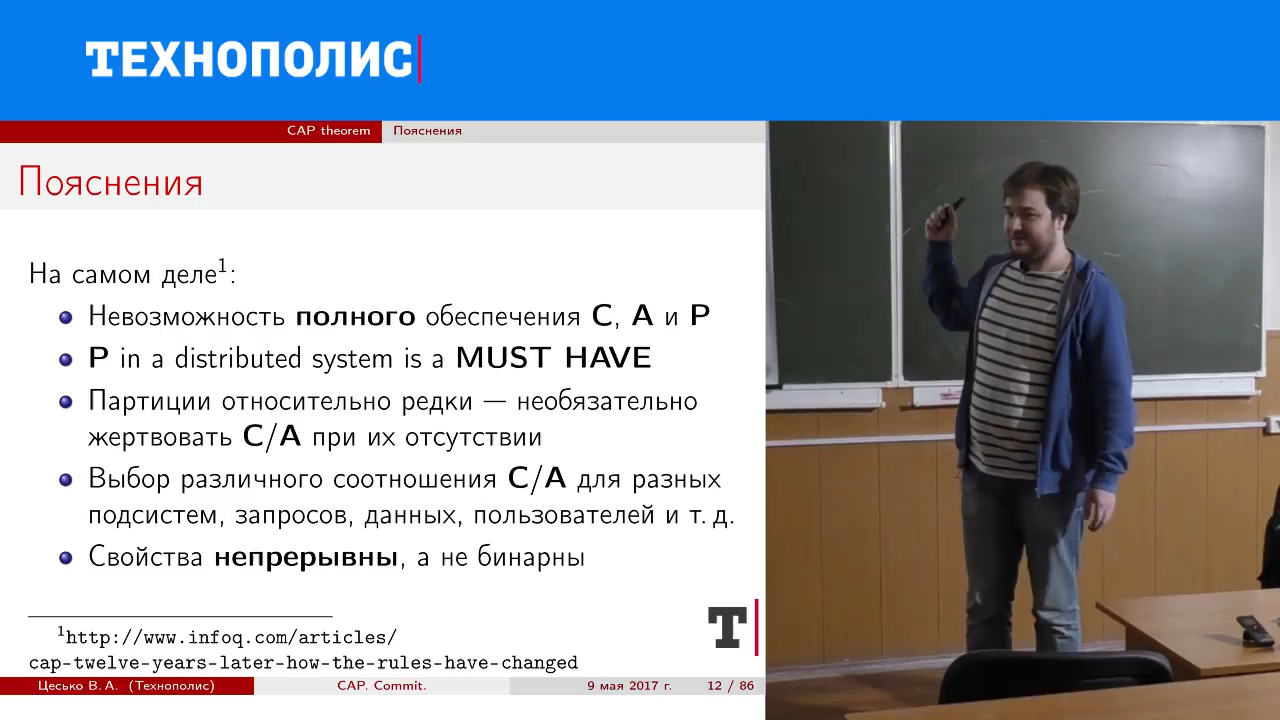 ТЕХНОПОЛИС
CAP theorem
Пояснения
Пояснения
На самом деле¹:
Невозможность полного обеспечения C, A и P
P in a distributed system is a MUST HAVE
Партиции относительно редки — необязательно
жертвовать C/A при их отсутствии
Выбор различного соотношения C/A для разных
подсистем, запросов, данных, пользователей и т. д.
Свойства непрерывны, а не бинарны
¹http://www.infoq.com/articles/
cap-twelve-years-later-how-the-rules-have-changed
Т
Цесько В. А. (Технополис)
CAP. Commit.
9 мая 2017 г.
12 / 86